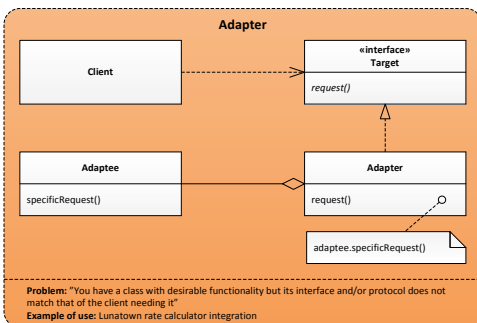 Adapter
Client
«interface»
Target
request()
Adaptee
specificRequest()
Adapter
request()
adaptee.specificRequest()
Problem: "You have a class with desirable functionality but its interface and/or protocol does not
match that of the client needing it"
Example of use: Lunatown rate calculator integration